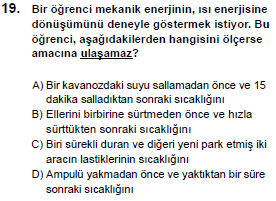 19. Bir öğrenci mekanik enerjinin, ısı enerjisine
dönüşümünü deneyle göstermek istiyor. Bu
öğrenci, aşağıdakilerden hangisini ölçerse
amacına ulaşamaz?
A) Bir kavanozdaki suyu sallamadan önce ve 15
dakika salladıktan sonraki sıcaklığını
B) Ellerini birbirine sürtmeden önce ve hızla
sürttükten sonraki sıcaklığını
C) Biri sürekli duran ve diğeri yeni park etmiş iki
aracın lastiklerinin sıcaklığını
D) Ampulü yakmadan önce ve yaktıktan bir süre
sonraki sıcaklığını